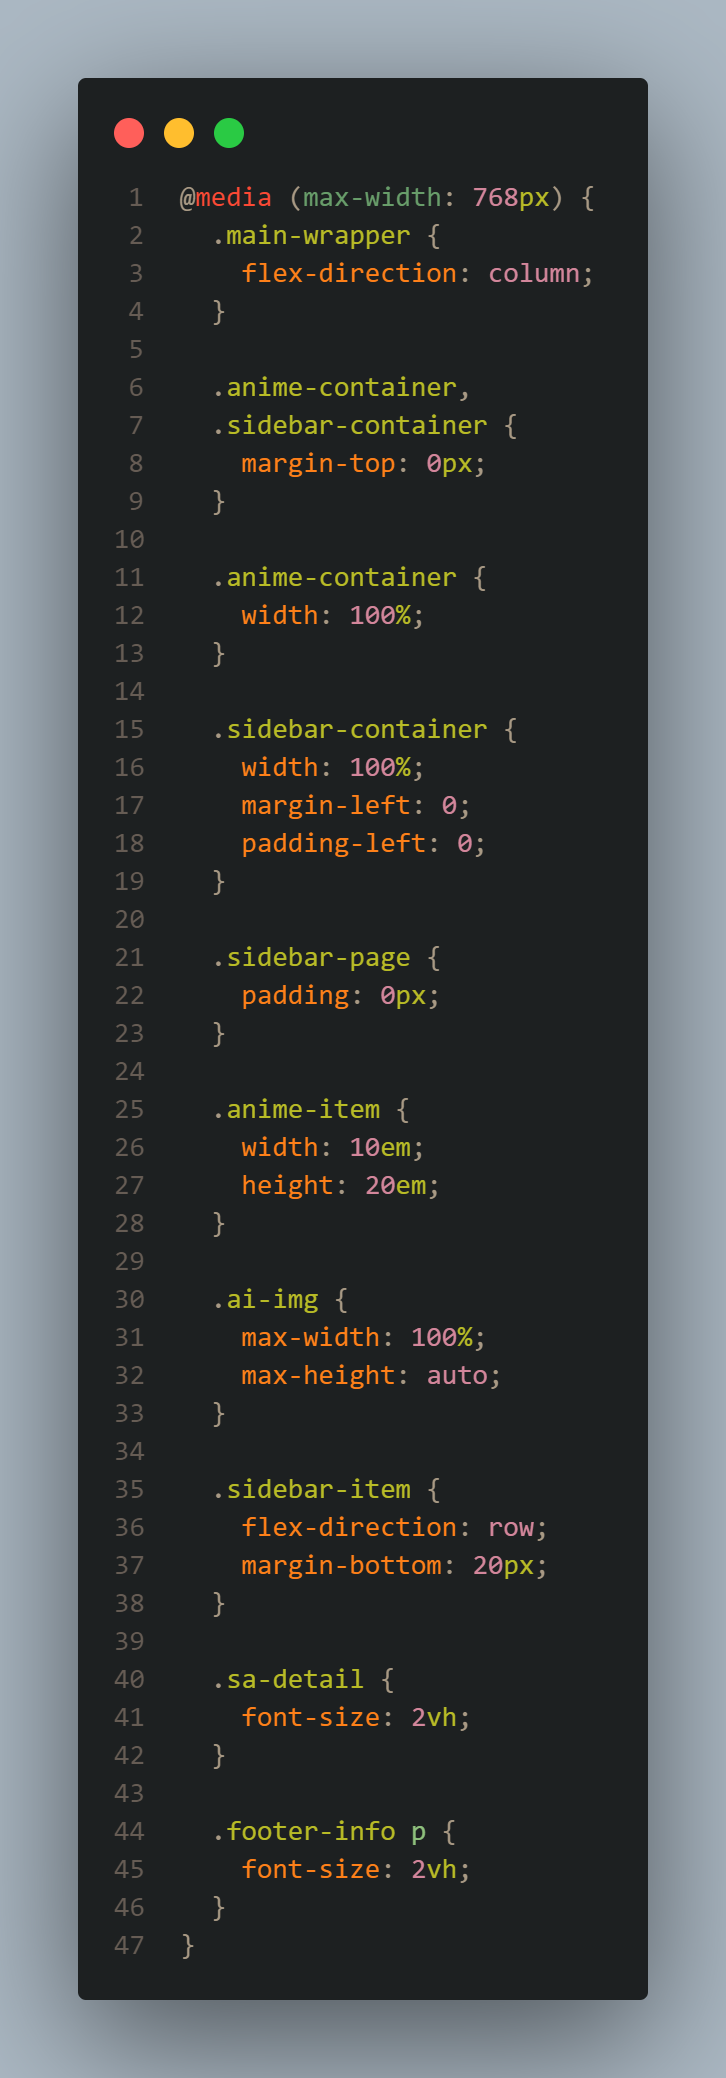 1 @media (max-width: 768px) {
2   .main-wrapper {
3     flex-direction: column;
4   }
5
6   .anime-container,
7   .sidebar-container {
8     margin-top: 0px;
9   }
10
11   .anime-container {
12     width: 100%;
13   }
14
15   .sidebar-container {
16     width: 100%;
17     margin-left: 0;
18     padding-left: 0;
19   }
20
21   .sidebar-page {
22     padding: 0px;
23   }
24
25   .anime-item {
26     width: 10em;
27     height: 20em;
28   }
29
30   .ai-img {
31     max-width: 100%;
32     max-height: auto;
33   }
34
35   .sidebar-item {
36     flex-direction: row;
37     margin-bottom: 20px;
38   }
39
40   .sa-detail {
41     font-size: 2vh;
42   }
43
44   .footer-info p {
45     font-size: 2vh;
46   }
47 }